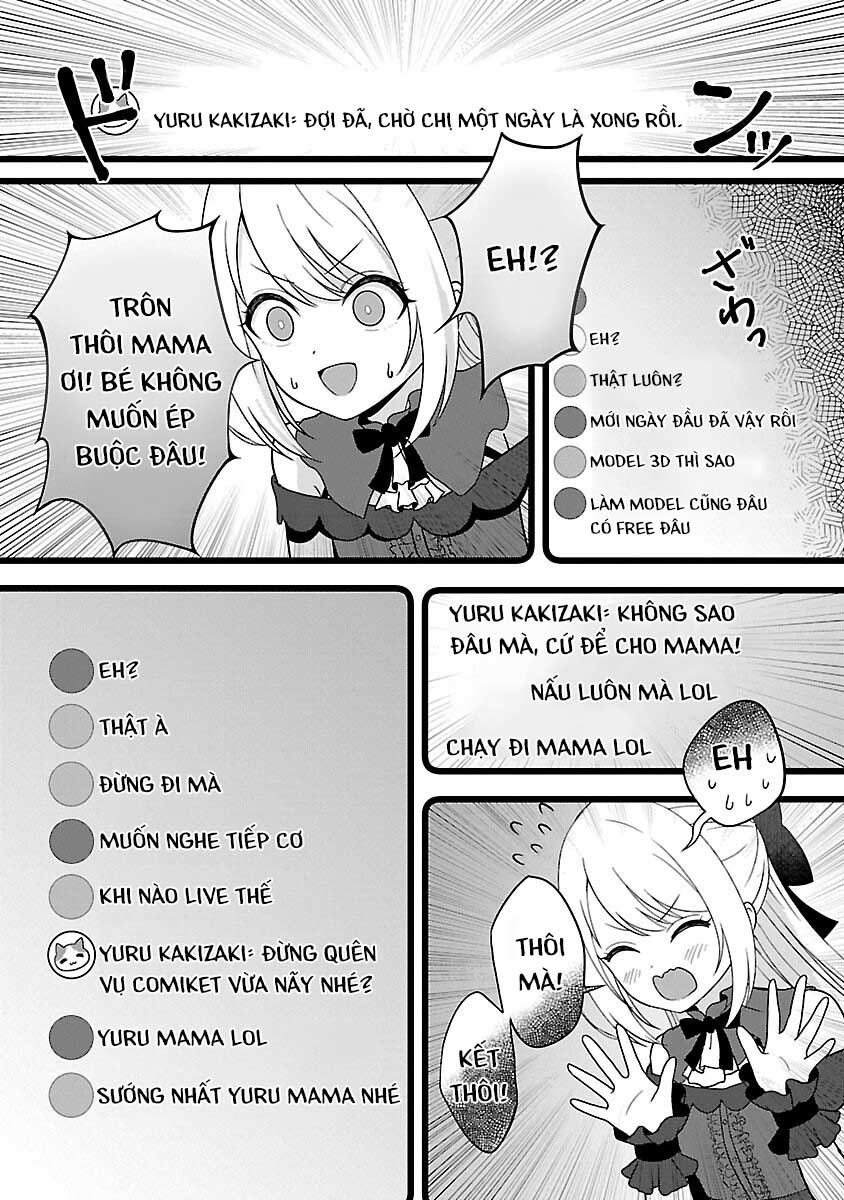 ドンッ
YURU KAKIZAKI: ĐỢI ĐÃ, CHỜ CHỊ MỘT NGÀY LÀ XONG RỒI.
EH!?
TRÔN
THÔI MAMA
ƠI! BÉ KHÔNG
MUỐN ÉP
BUỘC ĐÂU!
ざわっ
EH?
THẬT LUÔN?
MỚI NGÀY ĐẦU ĐÃ VẬY RỒI
MODEL 3D THÌ SAO
LÀM MODEL CŨNG ĐÂU
CÓ FREE ĐÂU
EH?
THẬT À
ĐỪNG ĐI MÀ
MUỐN NGHE TIẾP CƠ
KHI NÀO LIVE THẾ
YURU KAKIZAKI: ĐỪNG QUÊN
VỤ COMIKET VỪA NÃY NHÉ?
YURU MAMA LOL
SƯỚNG NHẤT YURU MAMA NHÉ
YURU KAKIZAKI: KHÔNG SAO
ĐÂU MÀ, CỨ ĐỂ CHO MAMA!
NẤU LUÔN MÀ LOL
CHẠY ĐI MAMA LOL
EH
THÔI
MÀ!
KẾT
THÔI!